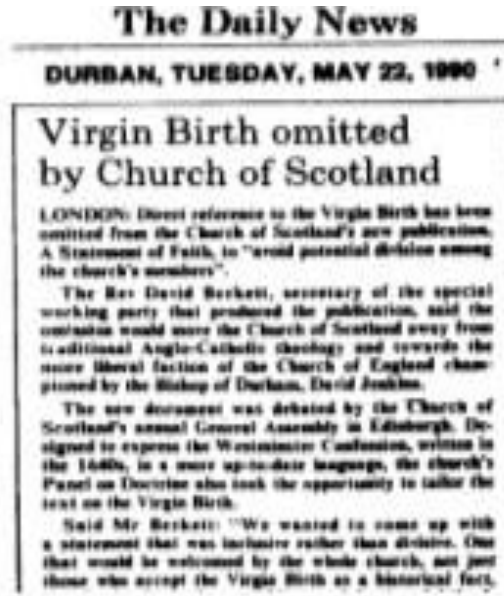 The Daily News
DURBAN, TUESDAY, MAY 22, 1990
Virgin Birth omitted
by Church of Scotland
LONDON: Direct reference to the Virgin Birth has been
omitted from the Church of Scotland's new publication,
A Statement of Faith, to "avoid potential division among
the church's members".
The Rev David Beckett, secretary of the special
working party that produced the publication, said the
omission would move the Church of Scotland away from
traditional Anglo-Catholic theology and towards the
more liberal faction of the Church of England cham-
pioned by the Bishop of Durham, David Jenkins.
The new document was debated by the Church of
Scotland's annual General Assembly in Edinburgh. De-
signed to express the Westminster Confession, written in
the 1640s, in a more up-to-date language, the church's
Panel on Doctrine also took the opportunity to tailor the
text on the Virgin Birth.
Said Mr Beckett: "We wanted to come up with
a statement that was inclusive rather than divisive. One
that would be welcomed by the whole church, not just
those who accept the Virgin Birth as a historical fact.